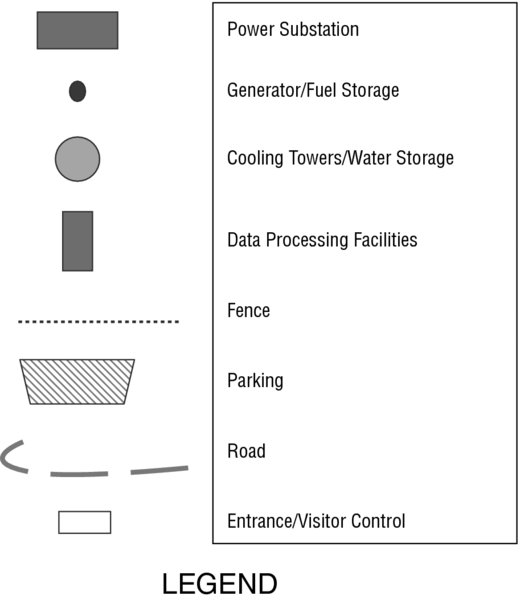 Power Substation
Generator/Fuel Storage
Cooling Towers/Water Storage
Data Processing Facilities
Fence
Parking
Road
Entrance/Visitor Control
LEGEND